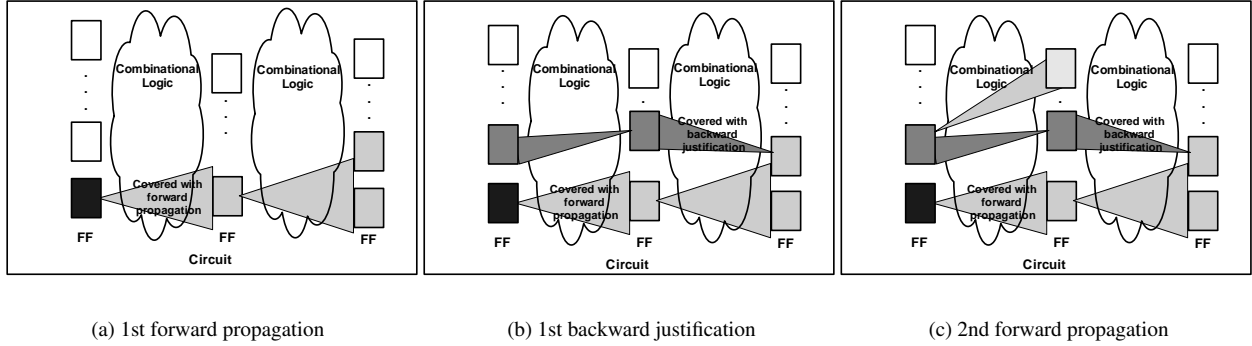 Combinational
Logic
Combinational
Logic
Covered with
forward
propagation
FF
FF
FF
Circuit
Combinational
Logic
Combinational
Logic
Covered with
backward
justification
Covered with
forward
propagation
FF
FF
FF
Circuit
Combinational
Logic
Combinational
Logic
Covered with
backward
justification
Covered with
forward
propagation
FF
FF
FF
Circuit
(a) 1st forward propagation
(b) 1st backward justification
(c) 2nd forward propagation